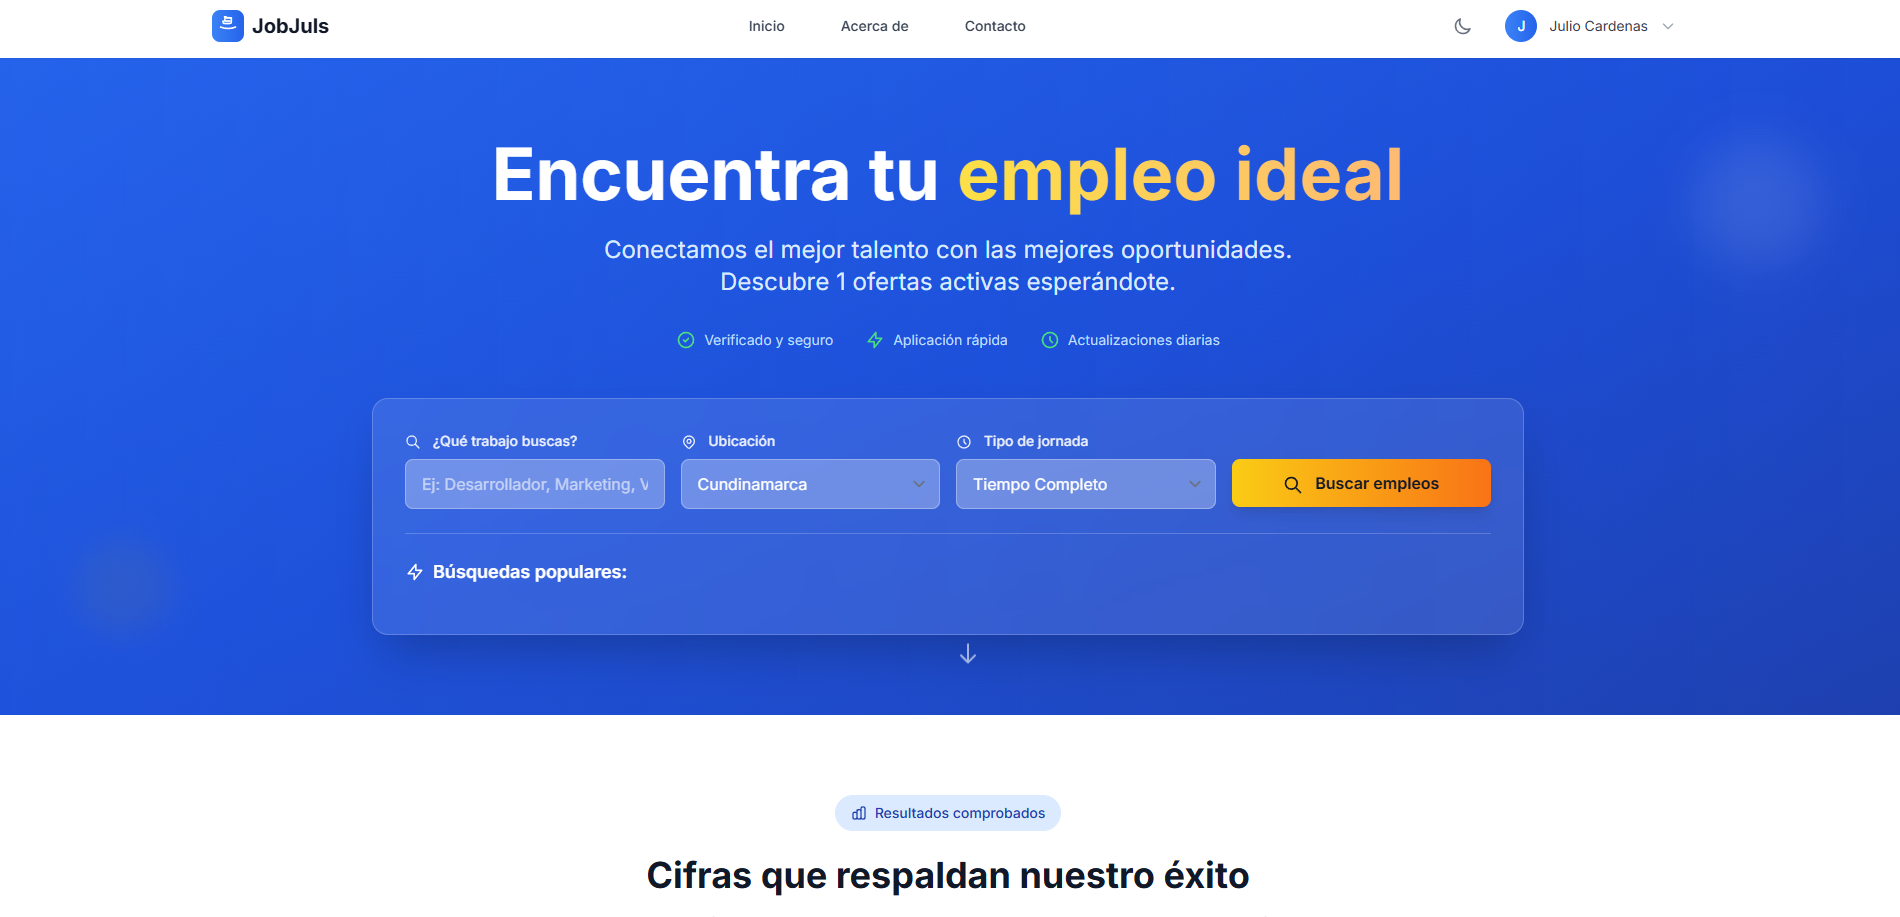 JobJuls
Inicio
Acerca de
Contacto
J
Julio Cardenas
Encuentra tu empleo ideal
Conectamos el mejor talento con las mejores oportunidades.
Descubre 1 ofertas activas esperándote.
Verificado y seguro
Aplicación rápida
Actualizaciones diarias
¿Qué trabajo buscas?
Ubicación
Tipo de jornada
Ej: Desarrollador, Marketing, V
Cundinamarca
Tiempo Completo
Buscar empleos
Búsquedas populares:
Resultados comprobados
Cifras que respaldan nuestro éxito